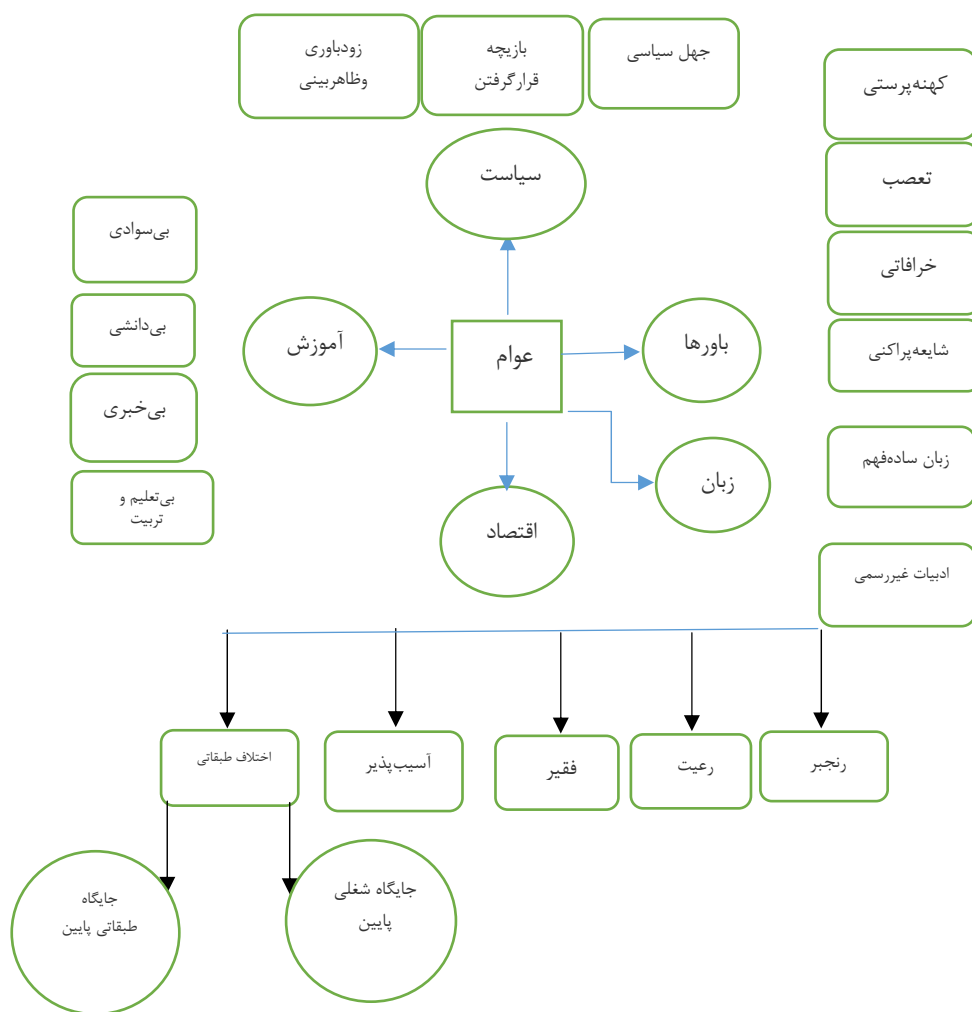 جهل سیاسی
بازیچه
قرارگرفتن
زودباوری
وظاهربینی
سیاست
کهنه‌پرستی
تعصب
خرافاتی
شایعه‌پراکنی
زبان ساده‌فهم
ادبیات غیررسمی
باورها
زبان
عوام
آموزش
اقتصاد
بی‌سوادی
بی‌دانشی
بی‌خبری
بی‌تعلیم و
تربیت
رنجبر
رعیت
فقیر
آسیب‌پذیر
اختلاف طبقاتی
جایگاه شغلی
پایین
جایگاه
طبقاتی پایین